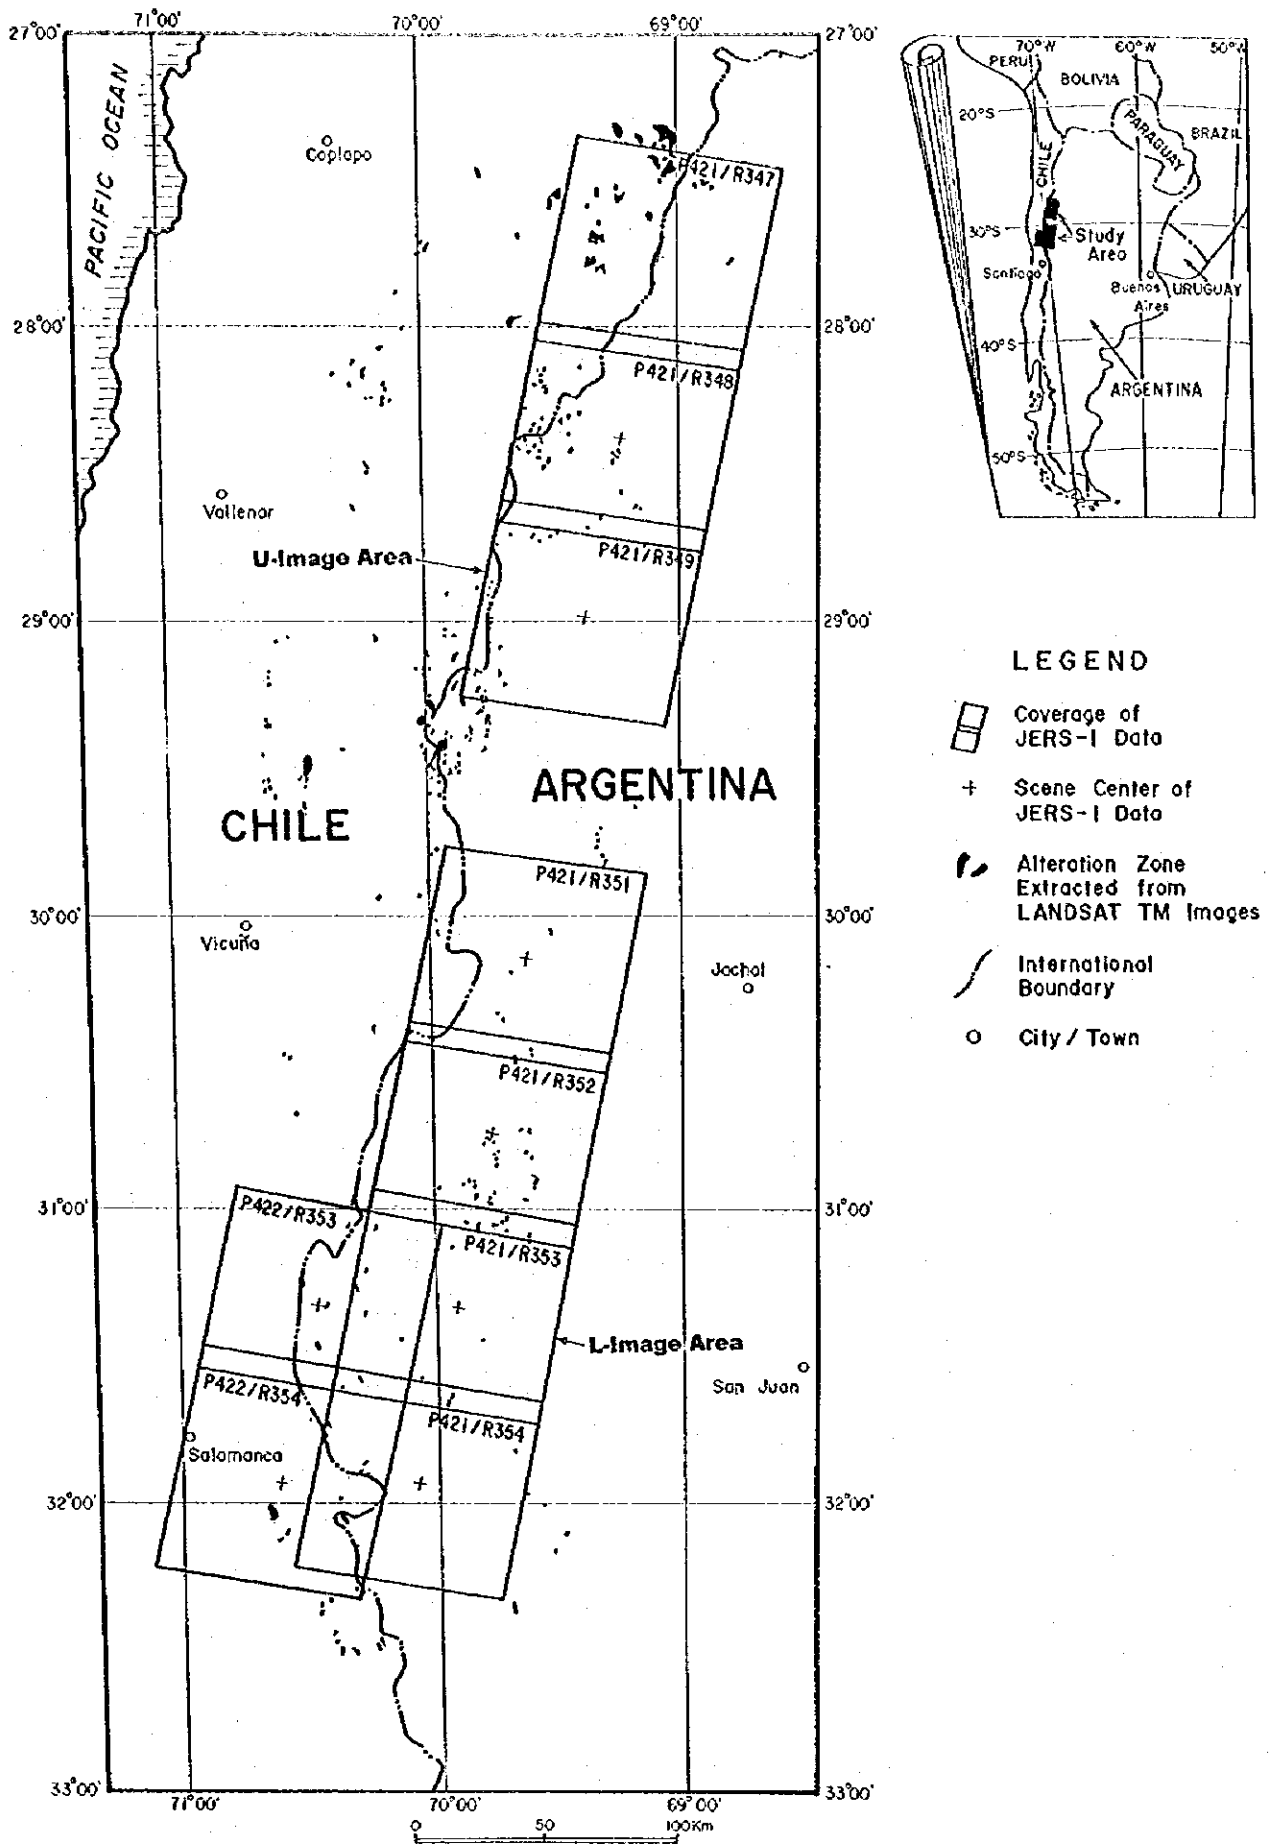 71°00'
70°00'
69°00'
27°00'
27°00'
PACIFIC OCEAN
Copiapo
P421/R347
28°00'
28°00'
P421/R348
Vallenar
P421/R349
U-Image Area
29°00'
29°00'
ARGENTINA
CHILE
P421/R351
30°00'
30°00'
Vicuña
Jachal
P421/R352
31°00'
31°00'
P422/R353
P421/R353
L-Image Area
San Juan
P422/R354
P421/R354
Salamanca
32°00'
32°00'
33°00'
33°00'
71°00'
70°00'
69°00'
0 50 100Km
70°W 60°W 50°W
PERU
BOLIVIA
20°S
PARAGUAY
BRAZIL
CHILE
30°S
Study
Area
Santiago
Buenos
Aires
URUGUAY
40°S
ARGENTINA
50°S
LEGEND
Coverage of
JERS-1 Data
Scene Center of
JERS-1 Data
Alteration Zone
Extracted from
LANDSAT TM Images
International
Boundary
City / Town